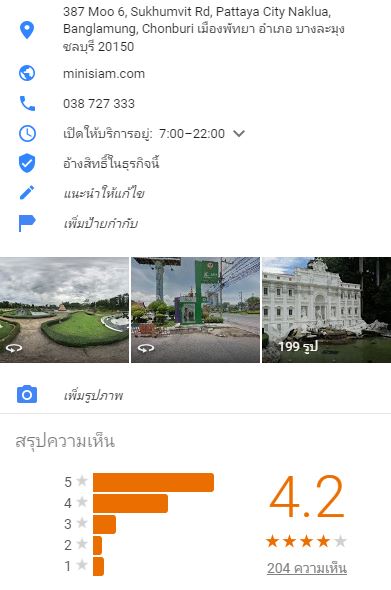 387 Moo 6, Sukhumvit Rd, Pattaya City Naklua,
Banglamung, Chonburi เมืองพัทยา อำเภอ บางละมุง
ชลบุรี 20150
minisiam.com
038 727 333
เปิดให้บริการอยู่: 7:00–22:00
อ้างสิทธิ์ในธุรกิจนี้
แนะนำให้แก้ไข
เพิ่มป้ายกำกับ
199 รูป
เพิ่มรูปภาพ
สรุปความเห็น
5
4
3
2
1
4.2
204 ความเห็น